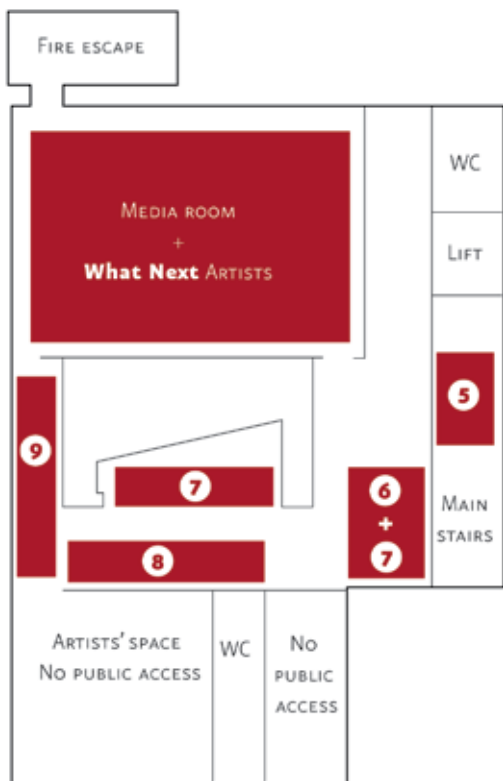 Fire escape
Media room
+
What Next Artists
WC
Lift
5
9
7
6
+
7
Main
stairs
8
Artists' space
No public access
WC
No
public
access